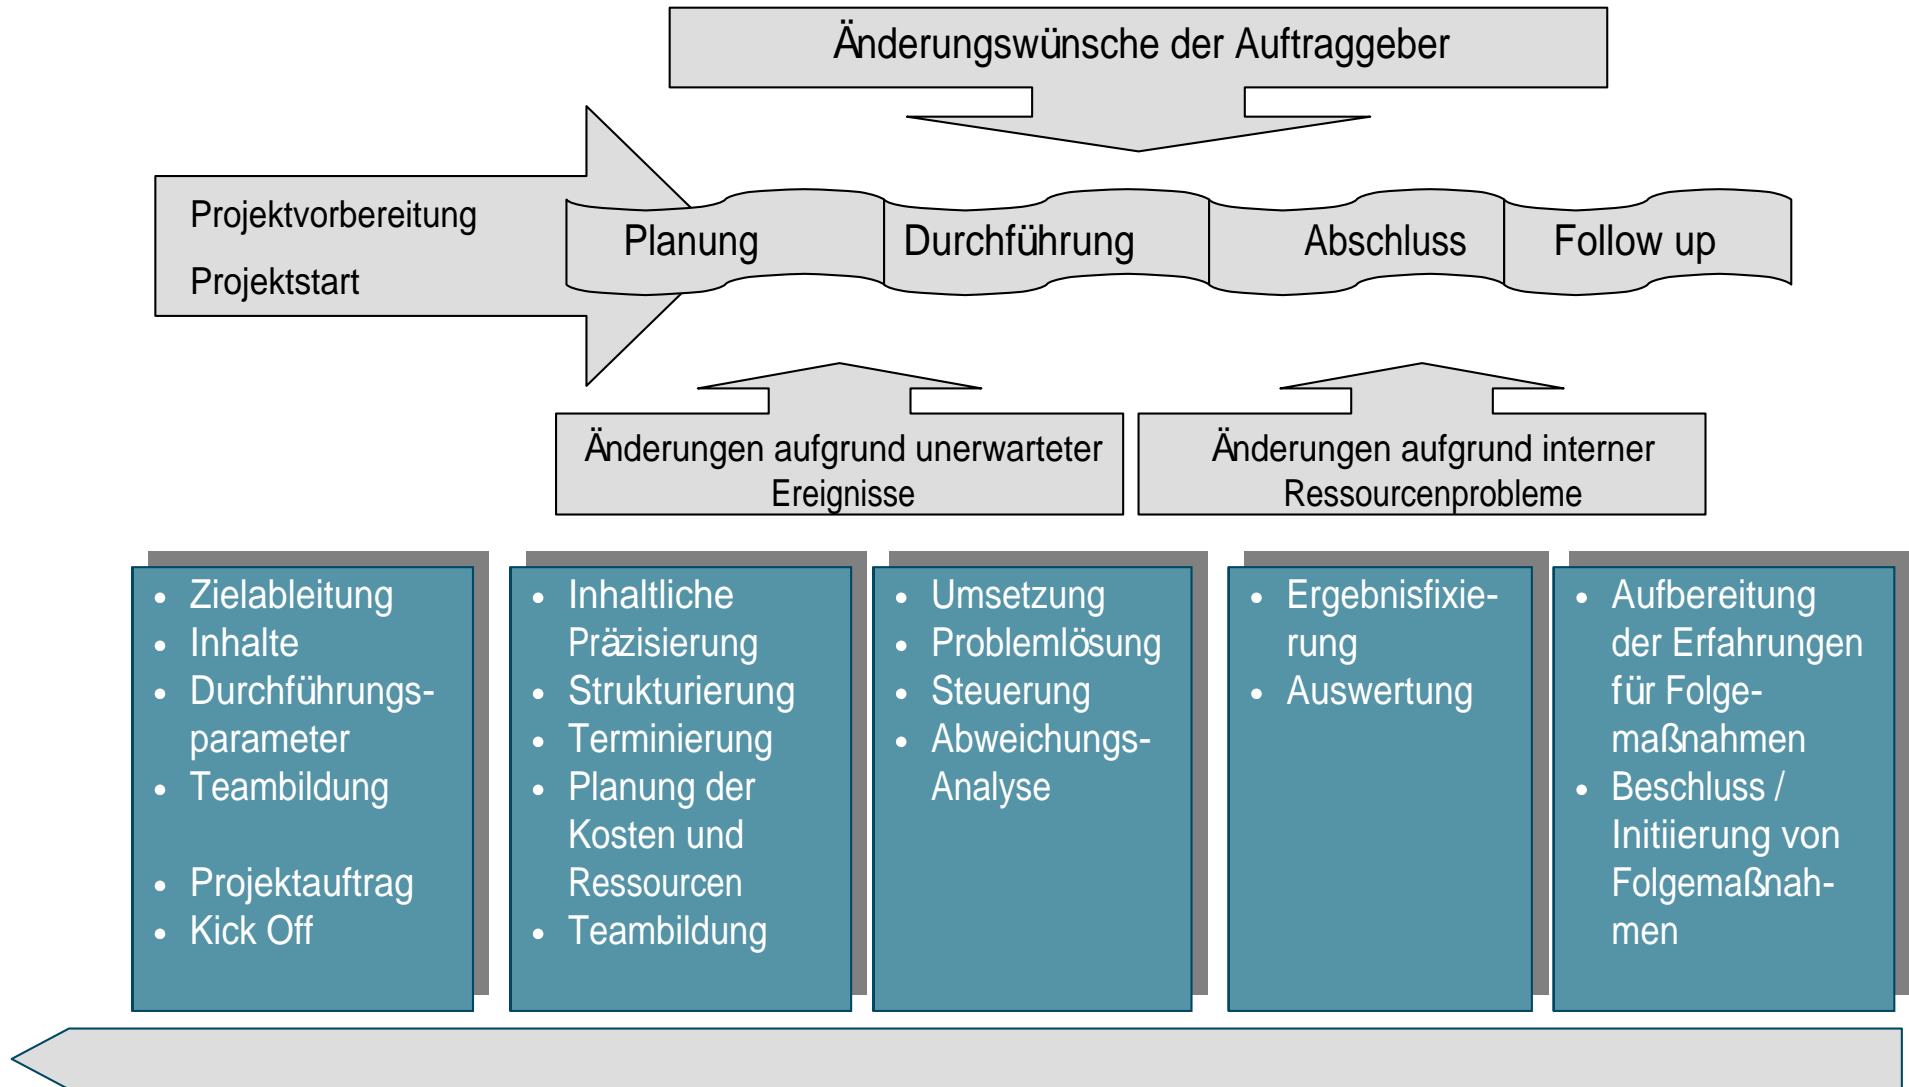 Änderungswünsche der Auftraggeber
Projektvorbereitung
Projektstart
Planung
Durchführung
Abschluss
Follow up
Änderungen aufgrund unerwarteter
Ereignisse
Änderungen aufgrund interner
Ressourcenprobleme
• Zielableitung
• Inhalte
• Durchführungs-
parameter
• Teambildung
• Projektauftrag
• Kick Off
• Inhaltliche
Präzisierung
• Strukturierung
• Terminierung
• Planung der
Kosten und
Ressourcen
• Teambildung
• Umsetzung
• Problemlösung
• Steuerung
• Abweichungs-
Analyse
• Ergebnisfixie-
rung
• Auswertung
• Aufbereitung
der Erfahrungen
für Folge-
maßnahmen
• Beschluss /
Initiierung von
Folgemaßnah-
men